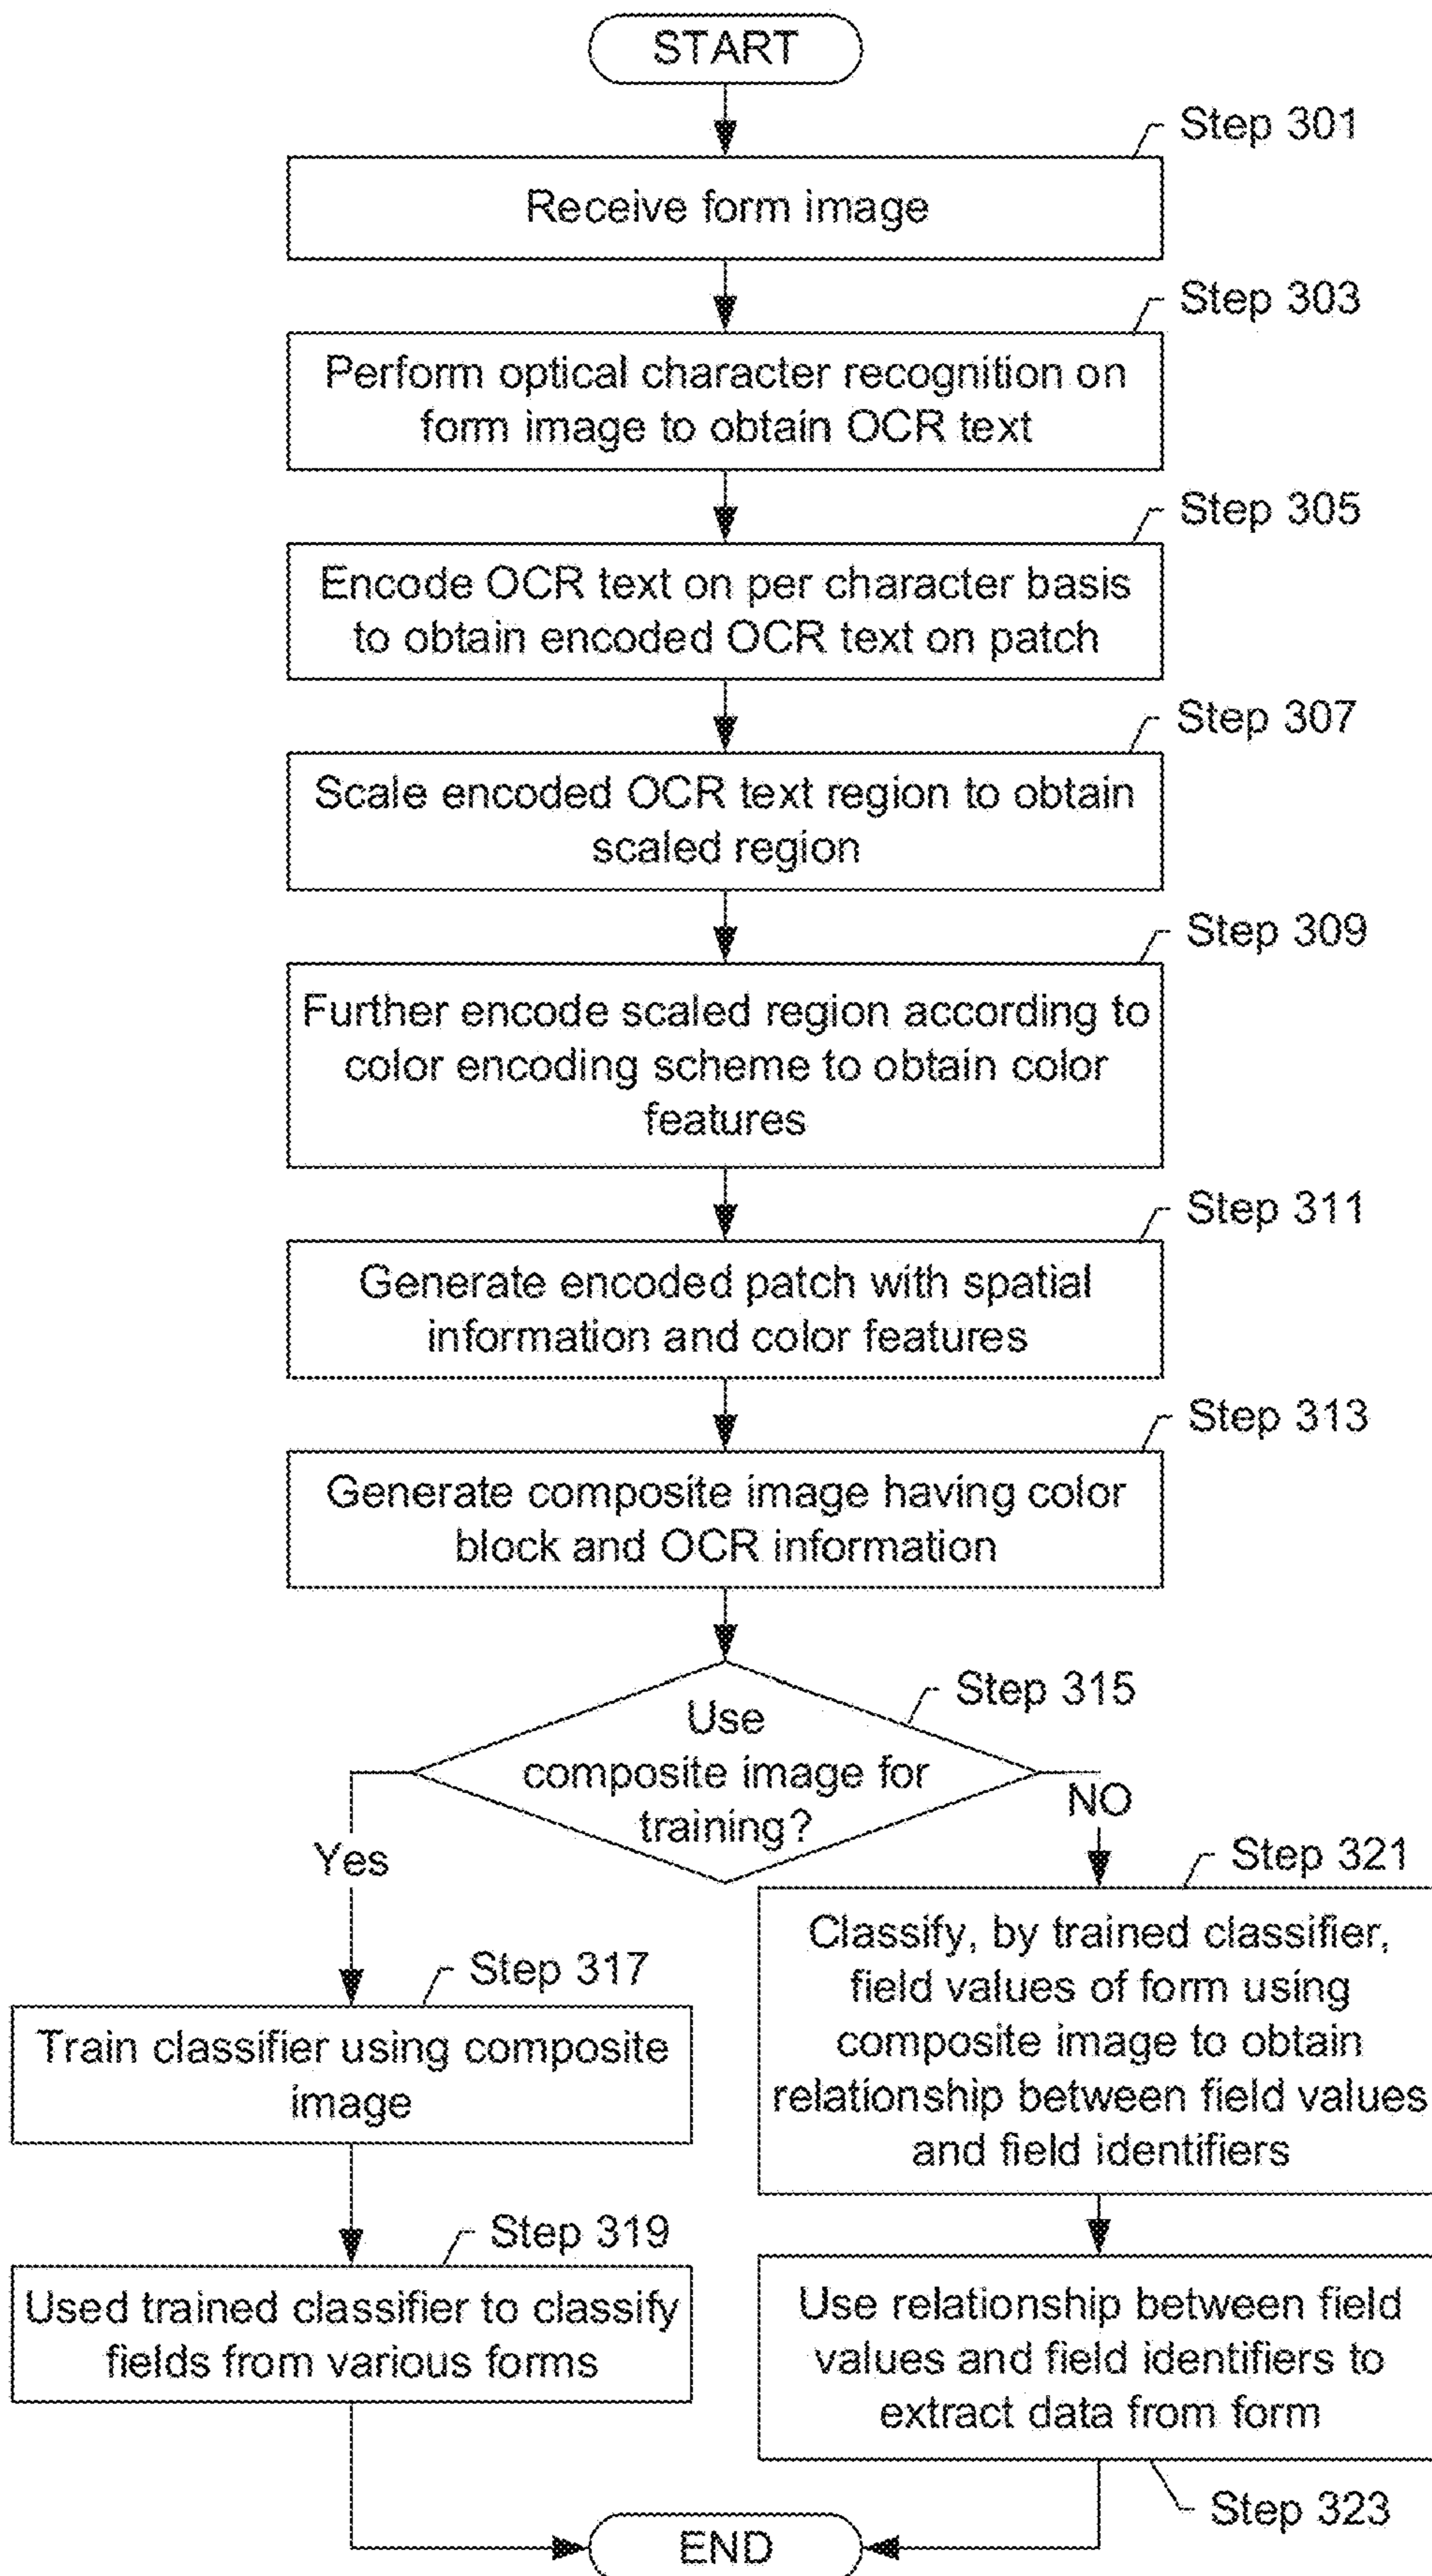 START
Step 301
Receive form image
Step 303
Perform optical character recognition on
form image to obtain OCR text
Step 305
Encode OCR text on per character basis
to obtain encoded OCR text on patch
Step 307
Scale encoded OCR text region to obtain
scaled region
Step 309
Further encode scaled region according to
color encoding scheme to obtain color
features
Step 311
Generate encoded patch with spatial
information and color features
Step 313
Generate composite image having color
block and OCR information
Step 315
Use
composite image for
training?
Yes
NO
Step 317
Train classifier using composite
image
Step 319
Used trained classifier to classify
fields from various forms
Step 321
Classify, by trained classifier,
field values of form using
composite image to obtain
relationship between field values
and field identifiers
Use relationship between field
values and field identifiers to
extract data from form
Step 323
END